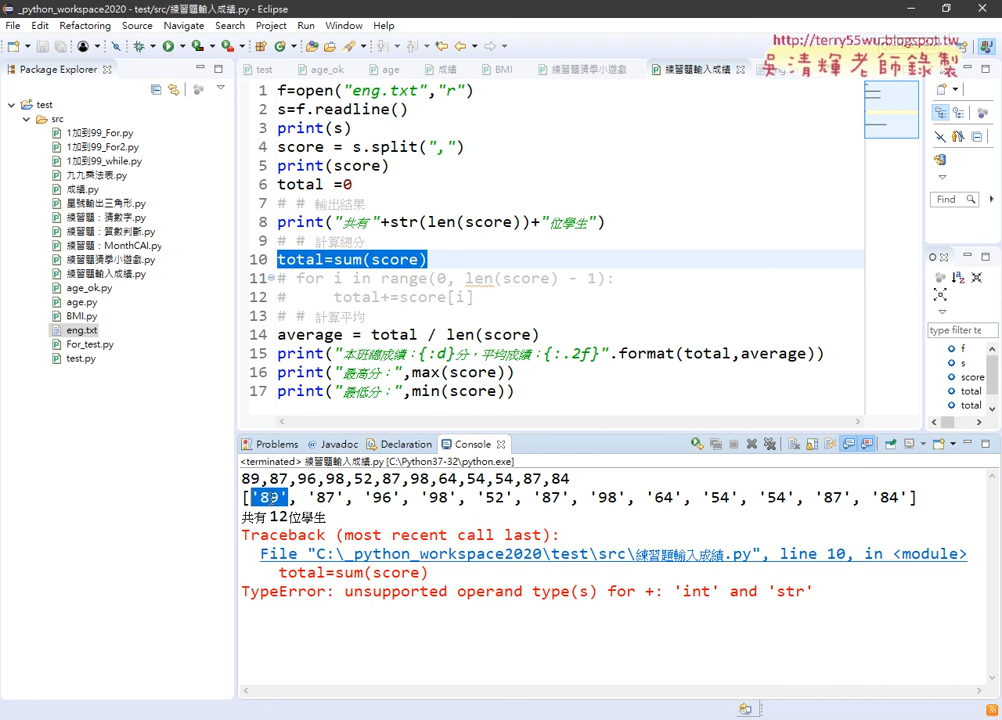 _python_workspace2020 - test/src/練習題輸入成績.py - Eclipse
File Edit Refactoring Source Navigate Search Project Run Window Help
http://terry55wu.blogspot.tw
吳清輝老師錄製
Package Explorer
test age_ok age 成績 BMI 練習題猜學小遊戲 練習題輸入成績
test
src
1加到99_For.py
1加到99_For2.py
1加到99_while.py
九九乘法表.py
成績.py
星號輸出三角形.py
練習題：猜數字.py
練習題：質數判斷.py
練習題：MonthCAl.py
練習題猜學小遊戲.py
練習題輸入成績.py
age_ok.py
age.py
BMI.py
eng.txt
For_test.py
test.py
1 f=open("eng.txt","r")
2 s=f.readline()
3 print(s)
4 score = s.split(",")
5 print(score)
6 total =0
7 # # 輸出結果
8 print("共有"+str(len(score))+"位學生")
9 # # 計算總分
10 total=sum(score)
11 # for i in range(0, len(score) - 1):
12 #     total+=score[i]
13 # # 計算平均
14 average = total / len(score)
15 print("本班總成績：{:d}分，平均成績：{:.2f}".format(total,average))
16 print("最高分：",max(score))
17 print("最低分：",min(score))
Find
type filter te
f
s
score
total
total
Problems Javadoc Declaration Console
<terminated> 練習題輸入成績.py [C:\Python37-32\python.exe]
89,87,96,98,52,87,98,64,54,54,87,84
['89', '87', '96', '98', '52', '87', '98', '64', '54', '54', '87', '84']
共有12位學生
Traceback (most recent call last):
File "C:\_python_workspace2020\test\src\練習題輸入成績.py", line 10, in <module>
total=sum(score)
TypeError: unsupported operand type(s) for +: 'int' and 'str'